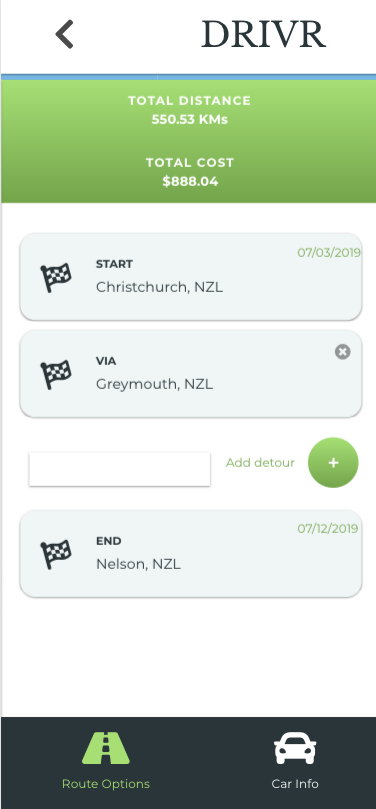 DRIVR
TOTAL DISTANCE
550.53 KMs
TOTAL COST
$888.04
07/03/2019
START
Christchurch, NZL
VIA
Greymouth, NZL
Add detour
+
07/12/2019
END
Nelson, NZL
Route Options
Car Info